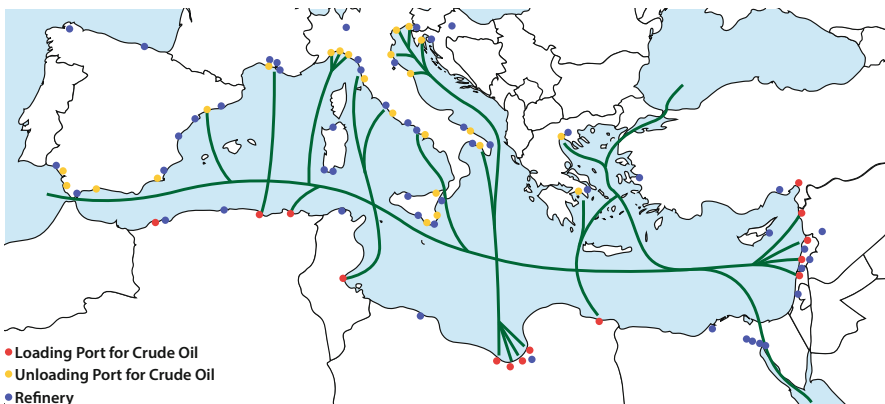 Loading Port for Crude Oil
Unloading Port for Crude Oil
Refinery